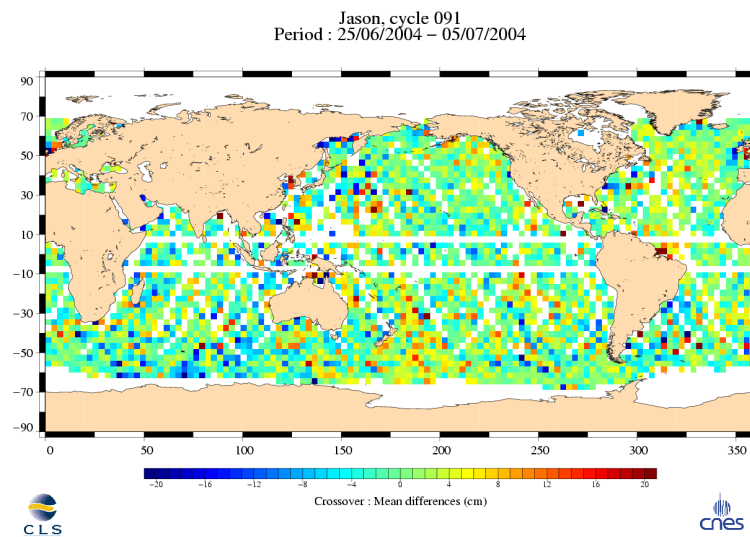 Jason, cycle 091
Period : 25/06/2004 − 05/07/2004
90
70
50
30
10
−10
−30
−50
−70
−90
0 50 100 150 200 250 300 350
−20 −16 −12 −8 −4 0 4 8 12 16 20
Crossover : Mean differences (cm)
CLS
cnes